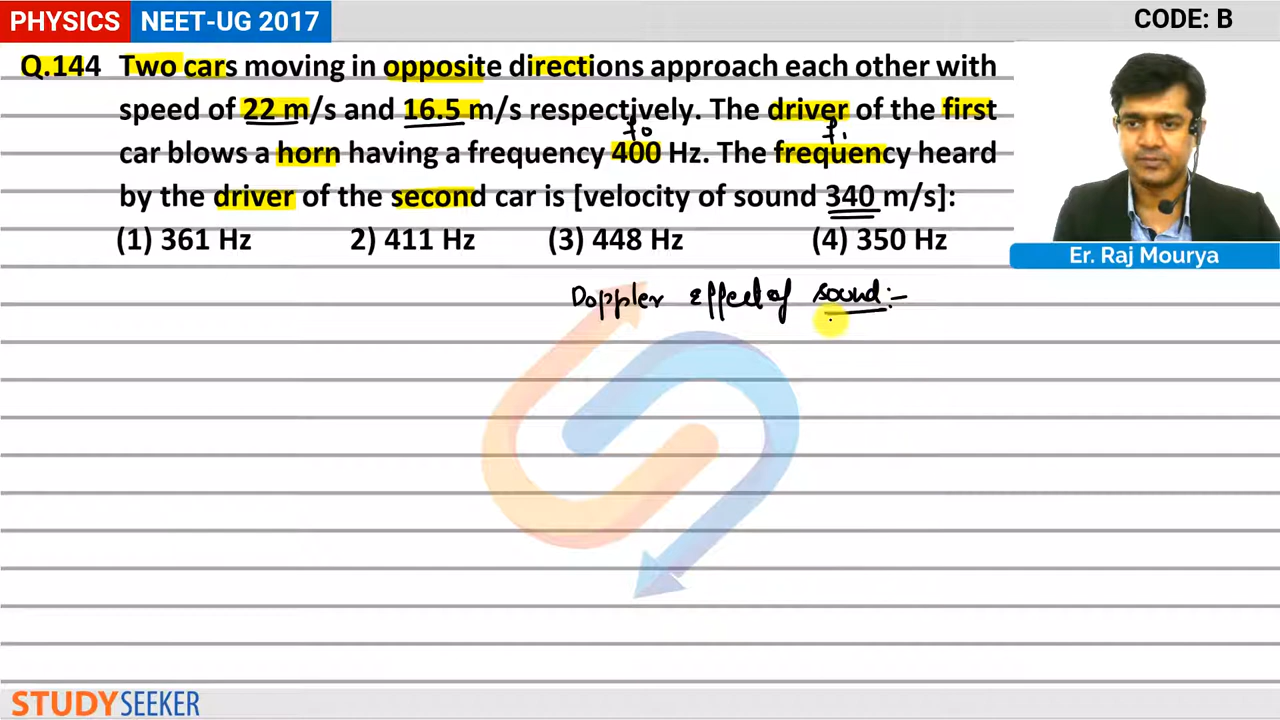 PHYSICS NEET-UG 2017 CODE: B
Q.144 Two cars moving in opposite directions approach each other with
speed of 22 m/s and 16.5 m/s respectively. The driver of the first
f₀ f₁
car blows a horn having a frequency 400 Hz. The frequency heard
by the driver of the second car is [velocity of sound 340 m/s]:
(1) 361 Hz 2) 411 Hz (3) 448 Hz (4) 350 Hz
Er. Raj Mourya
Doppler effect of sound:-
STUDYSEEKER